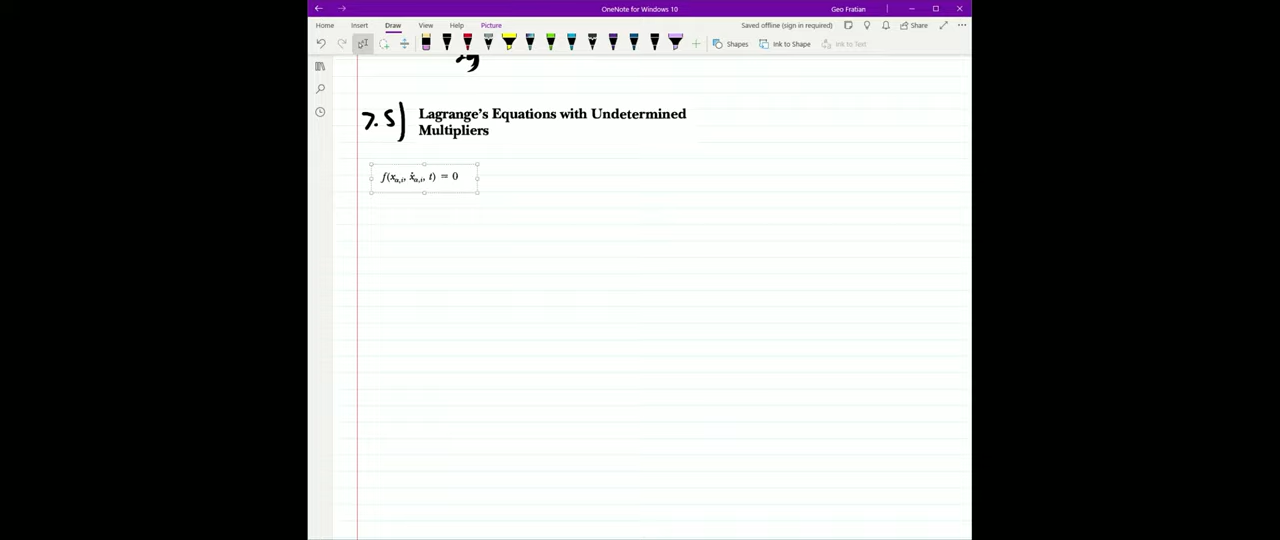 OneNote for Windows 10
Geo Fratian
Home Insert Draw View Help Picture
Saved offline (sign in required)
Share
Shapes Ink to Shape Ink to Text
7.5) Lagrange's Equations with Undetermined
Multipliers
f(xα,i, ẋα,i, t) = 0